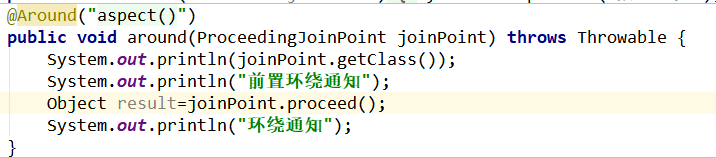 @Around("aspect()")
public void around(ProceedingJoinPoint joinPoint) throws Throwable {
    System.out.println(joinPoint.getClass());
    System.out.println("前置环绕通知");
    Object result=joinPoint.proceed();
    System.out.println("环绕通知");
}